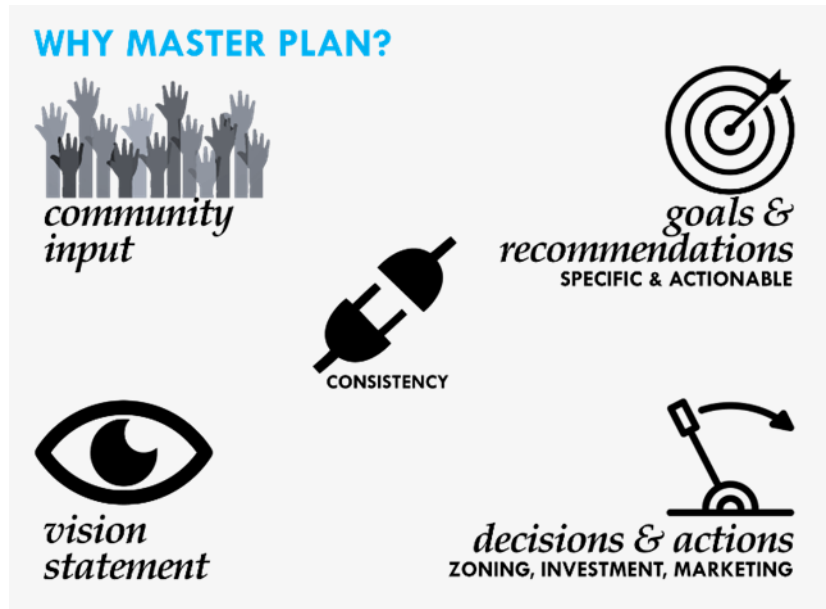 WHY MASTER PLAN?
community
input
goals &
recommendations
SPECIFIC & ACTIONABLE
CONSISTENCY
vision
statement
decisions & actions
ZONING, INVESTMENT, MARKETING